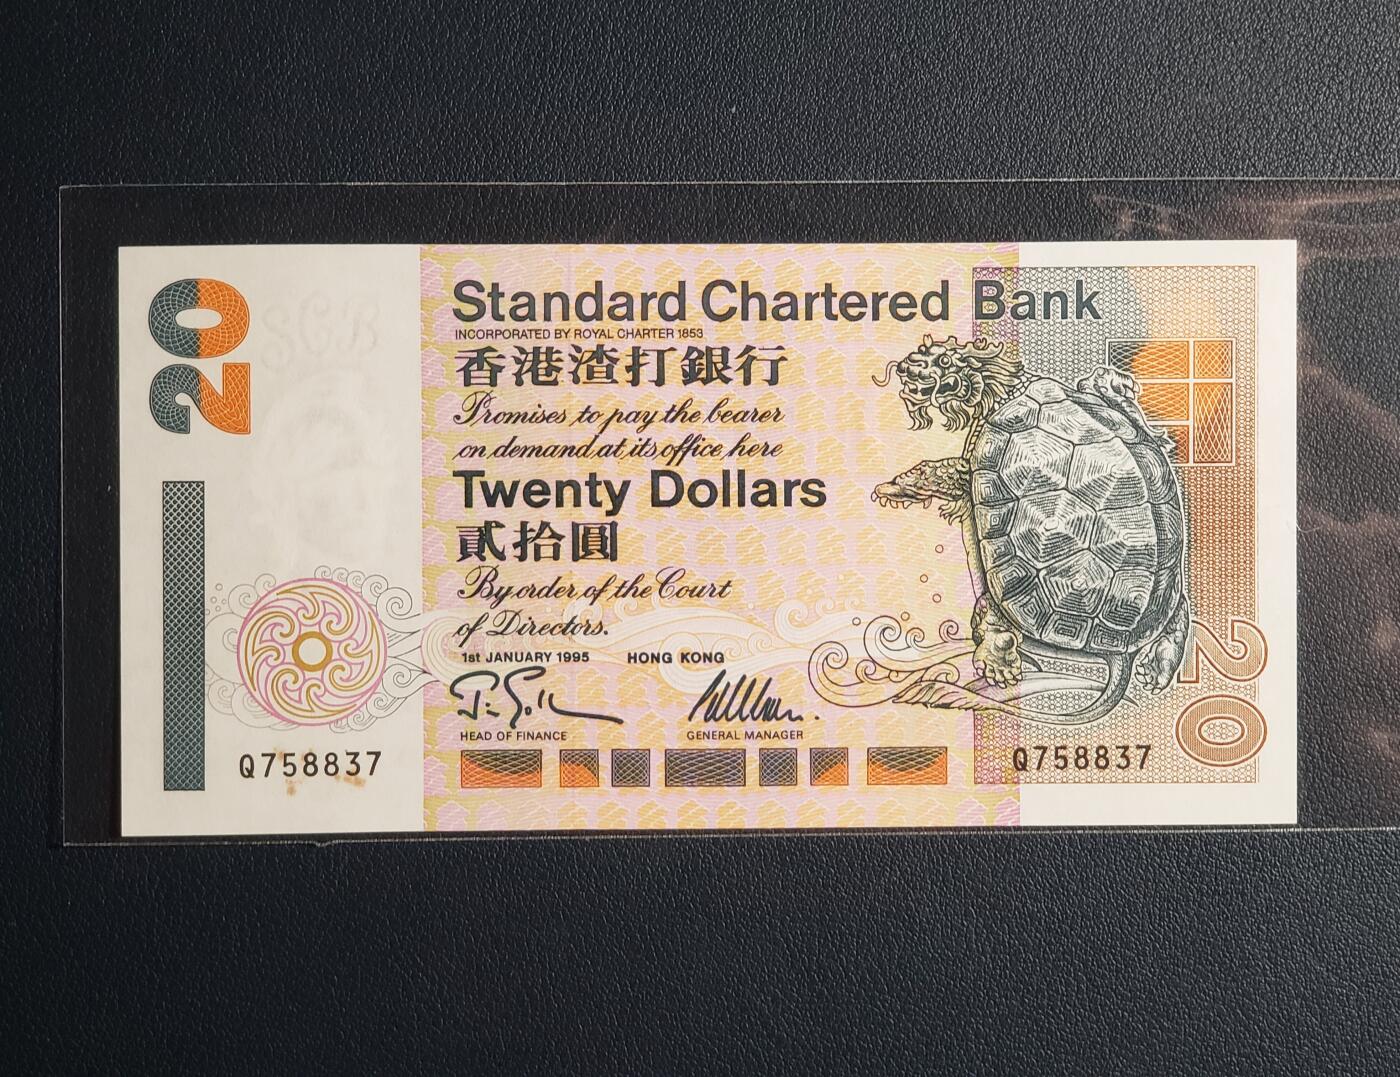 20
Standard Chartered Bank
INCORPORATED BY ROYAL CHARTER 1853
香港渣打銀行
Promises to pay the bearer
on demand at its office here
Twenty Dollars
貳拾圓
By order of the Court
of Directors.
1st JANUARY 1995 HONG KONG
HEAD OF FINANCE GENERAL MANAGER
Q758837 Q758837
20